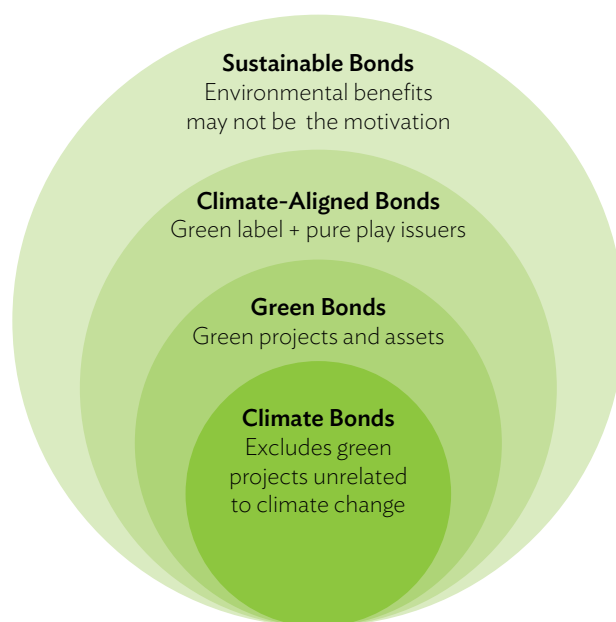 Sustainable Bonds
Environmental benefits
may not be the motivation
Climate-Aligned Bonds
Green label + pure play issuers
Green Bonds
Green projects and assets
Climate Bonds
Excludes green
projects unrelated
to climate change